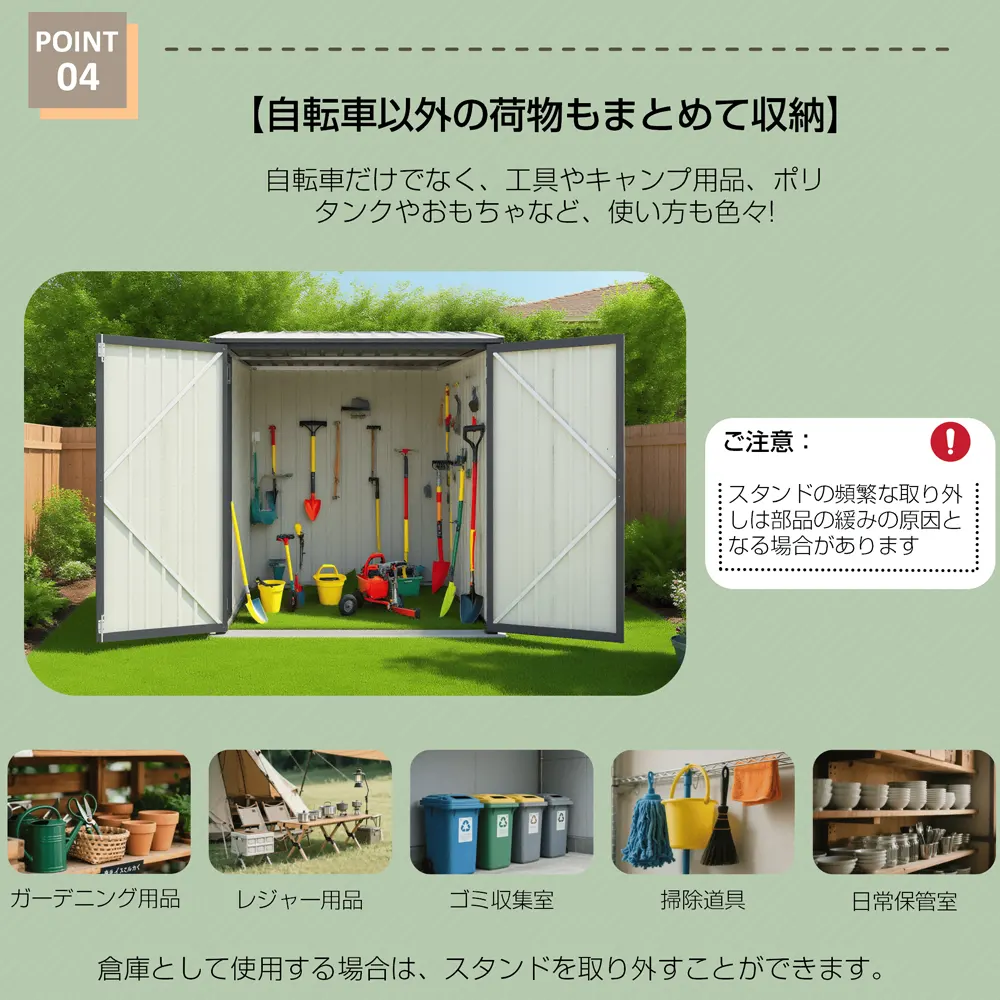 POINT
04
【自転車以外の荷物もまとめて収納】
自転車だけでなく、工具やキャンプ用品、ポリ
タンクやおもちゃなど、使い方も色々!
ご注意：
スタンドの頻繁な取り外
しは部品の緩みの原因と
なる場合があります
ガーデニング用品
レジャー用品
ゴミ収集室
掃除道具
日常保管室
倉庫として使用する場合は、スタンドを取り外すことができます。